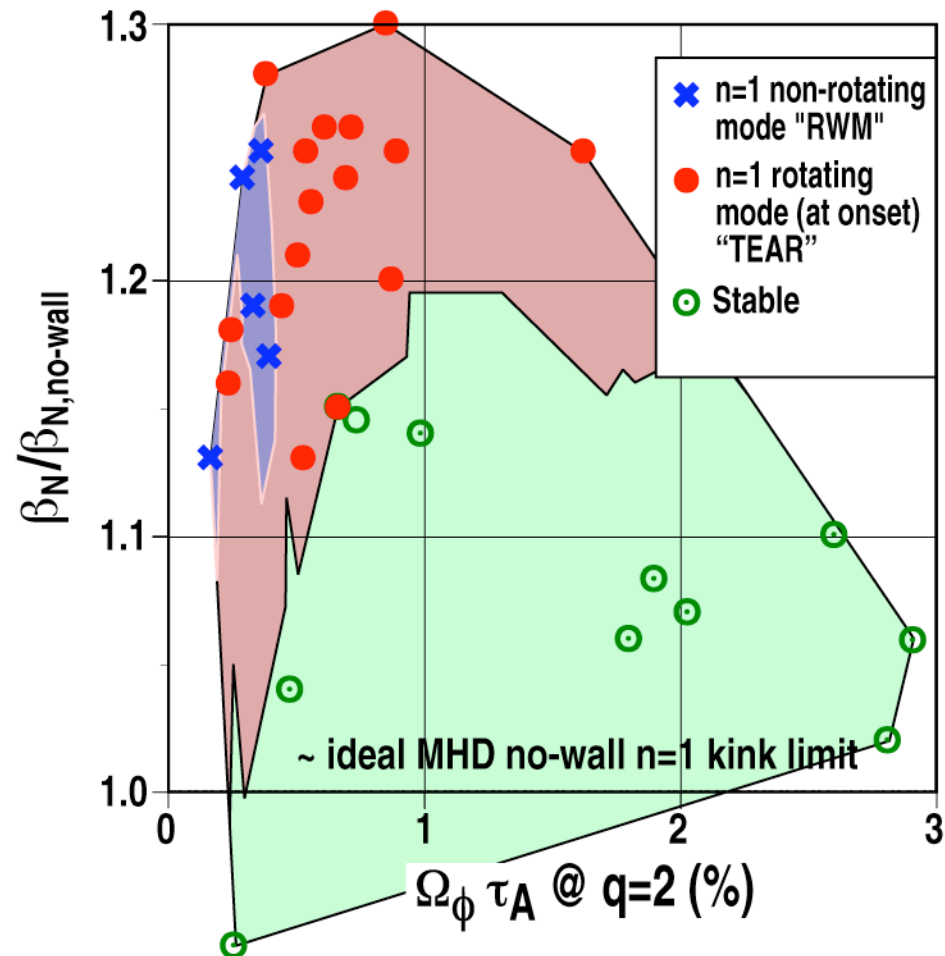 1.3
n=1 non-rotating
mode "RWM"
n=1 rotating
mode (at onset)
“TEAR”
Stable
1.2
βN/βN,no-wall
1.1
~ ideal MHD no-wall n=1 kink limit
1.0
0 1 2 3
Ωϕ τA @ q=2 (%)